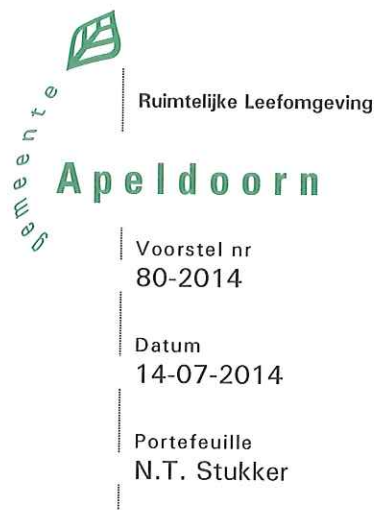 Ruimtelijke Leefomgeving
gemeente
Apeldoorn
Voorstel nr
80-2014
Datum
14-07-2014
Portefeuille
N.T. Stukker